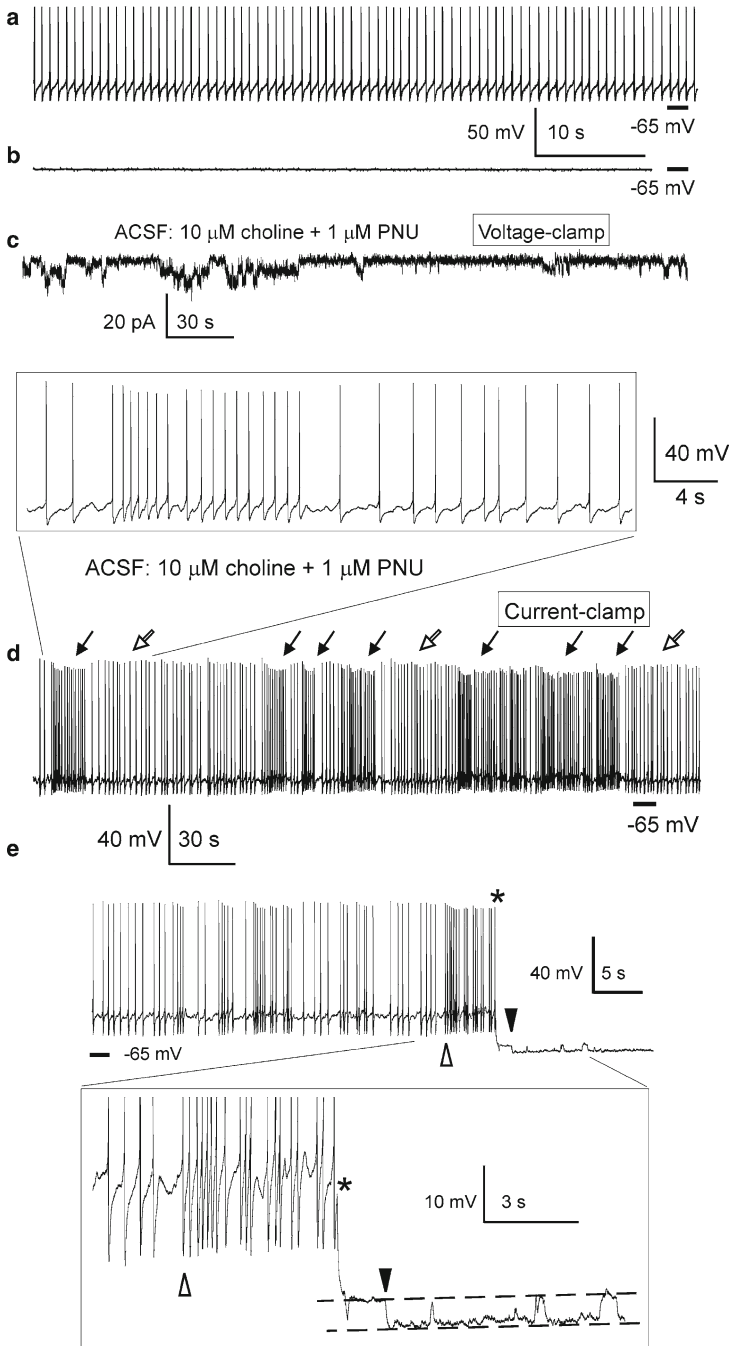 a
50 mV 10 s -65 mV
b
-65 mV
c
ACSF: 10 μM choline + 1 μM PNU Voltage-clamp
20 pA 30 s
40 mV
4 s
ACSF: 10 μM choline + 1 μM PNU
Current-clamp
d
40 mV 30 s -65 mV
e
*
40 mV 5 s
-65 mV
*
10 mV 3 s